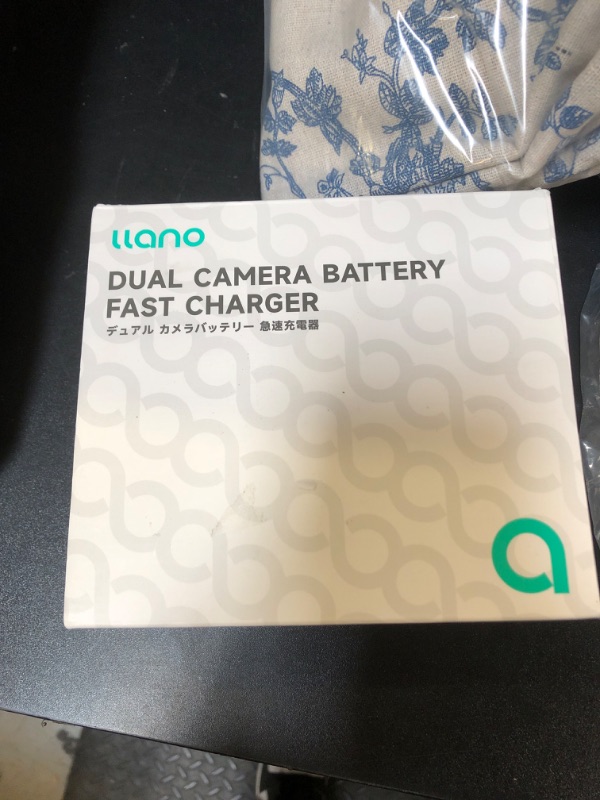 llano
DUAL CAMERA BATTERY
FAST CHARGER
デュアル カメラバッテリー 急速充電器